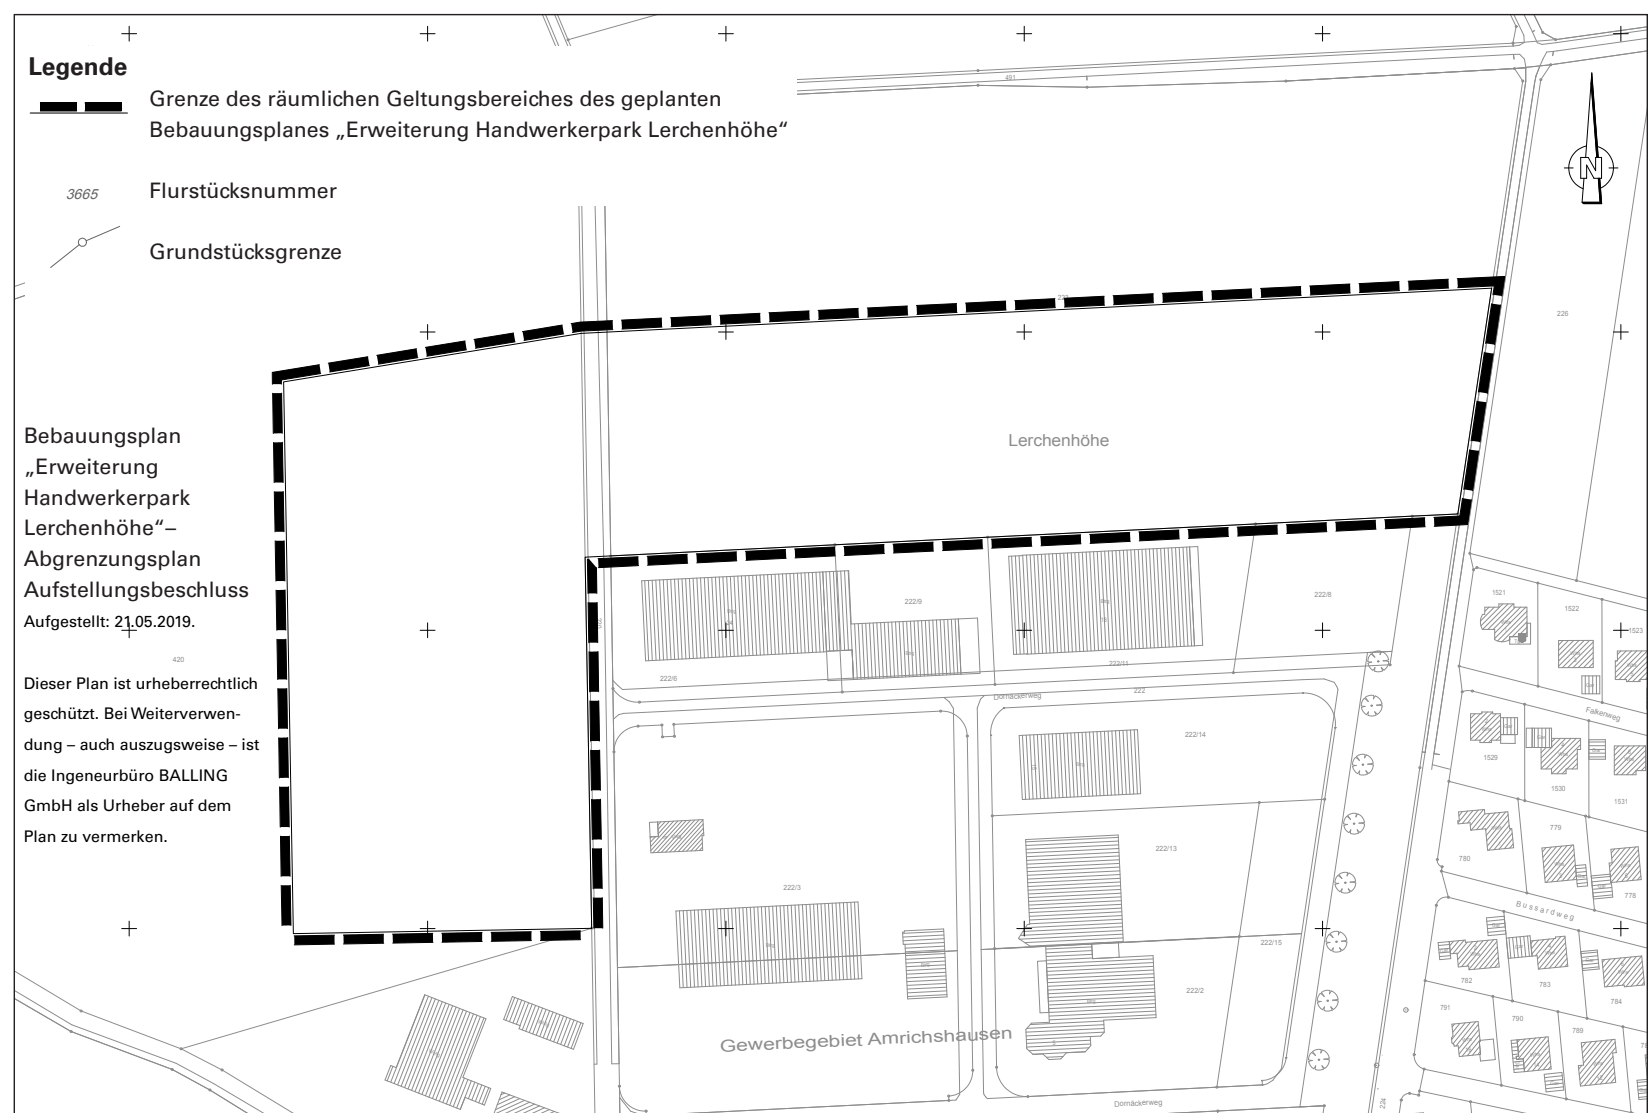 Legende
Grenze des räumlichen Geltungsbereiches des geplanten
Bebauungsplanes „Erweiterung Handwerkerpark Lerchenhöhe“
3665
Flurstücksnummer
Grundstücksgrenze
N
491
226
Lerchenhöhe
Bebauungsplan
„Erweiterung
Handwerkerpark
Lerchenhöhe“–
Abgrenzungsplan
Aufstellungsbeschluss
Aufgestellt: 21.05.2019.
420
Dieser Plan ist urheberrechtlich
geschützt. Bei Weiterverwen-
dung – auch auszugsweise – ist
die Ingeneurbüro BALLING
GmbH als Urheber auf dem
Plan zu vermerken.
222/9
222/8
222/6
222/11
Dornäckerweg
222
222/14
222/13
222/3
222/15
222/2
Gewerbegebiet Amrichshausen
Dornäckerweg
1521
1522
1523
Falkenweg
1529
1530
1531
779
780
778
Bussardweg
782
783
784
791
790
789